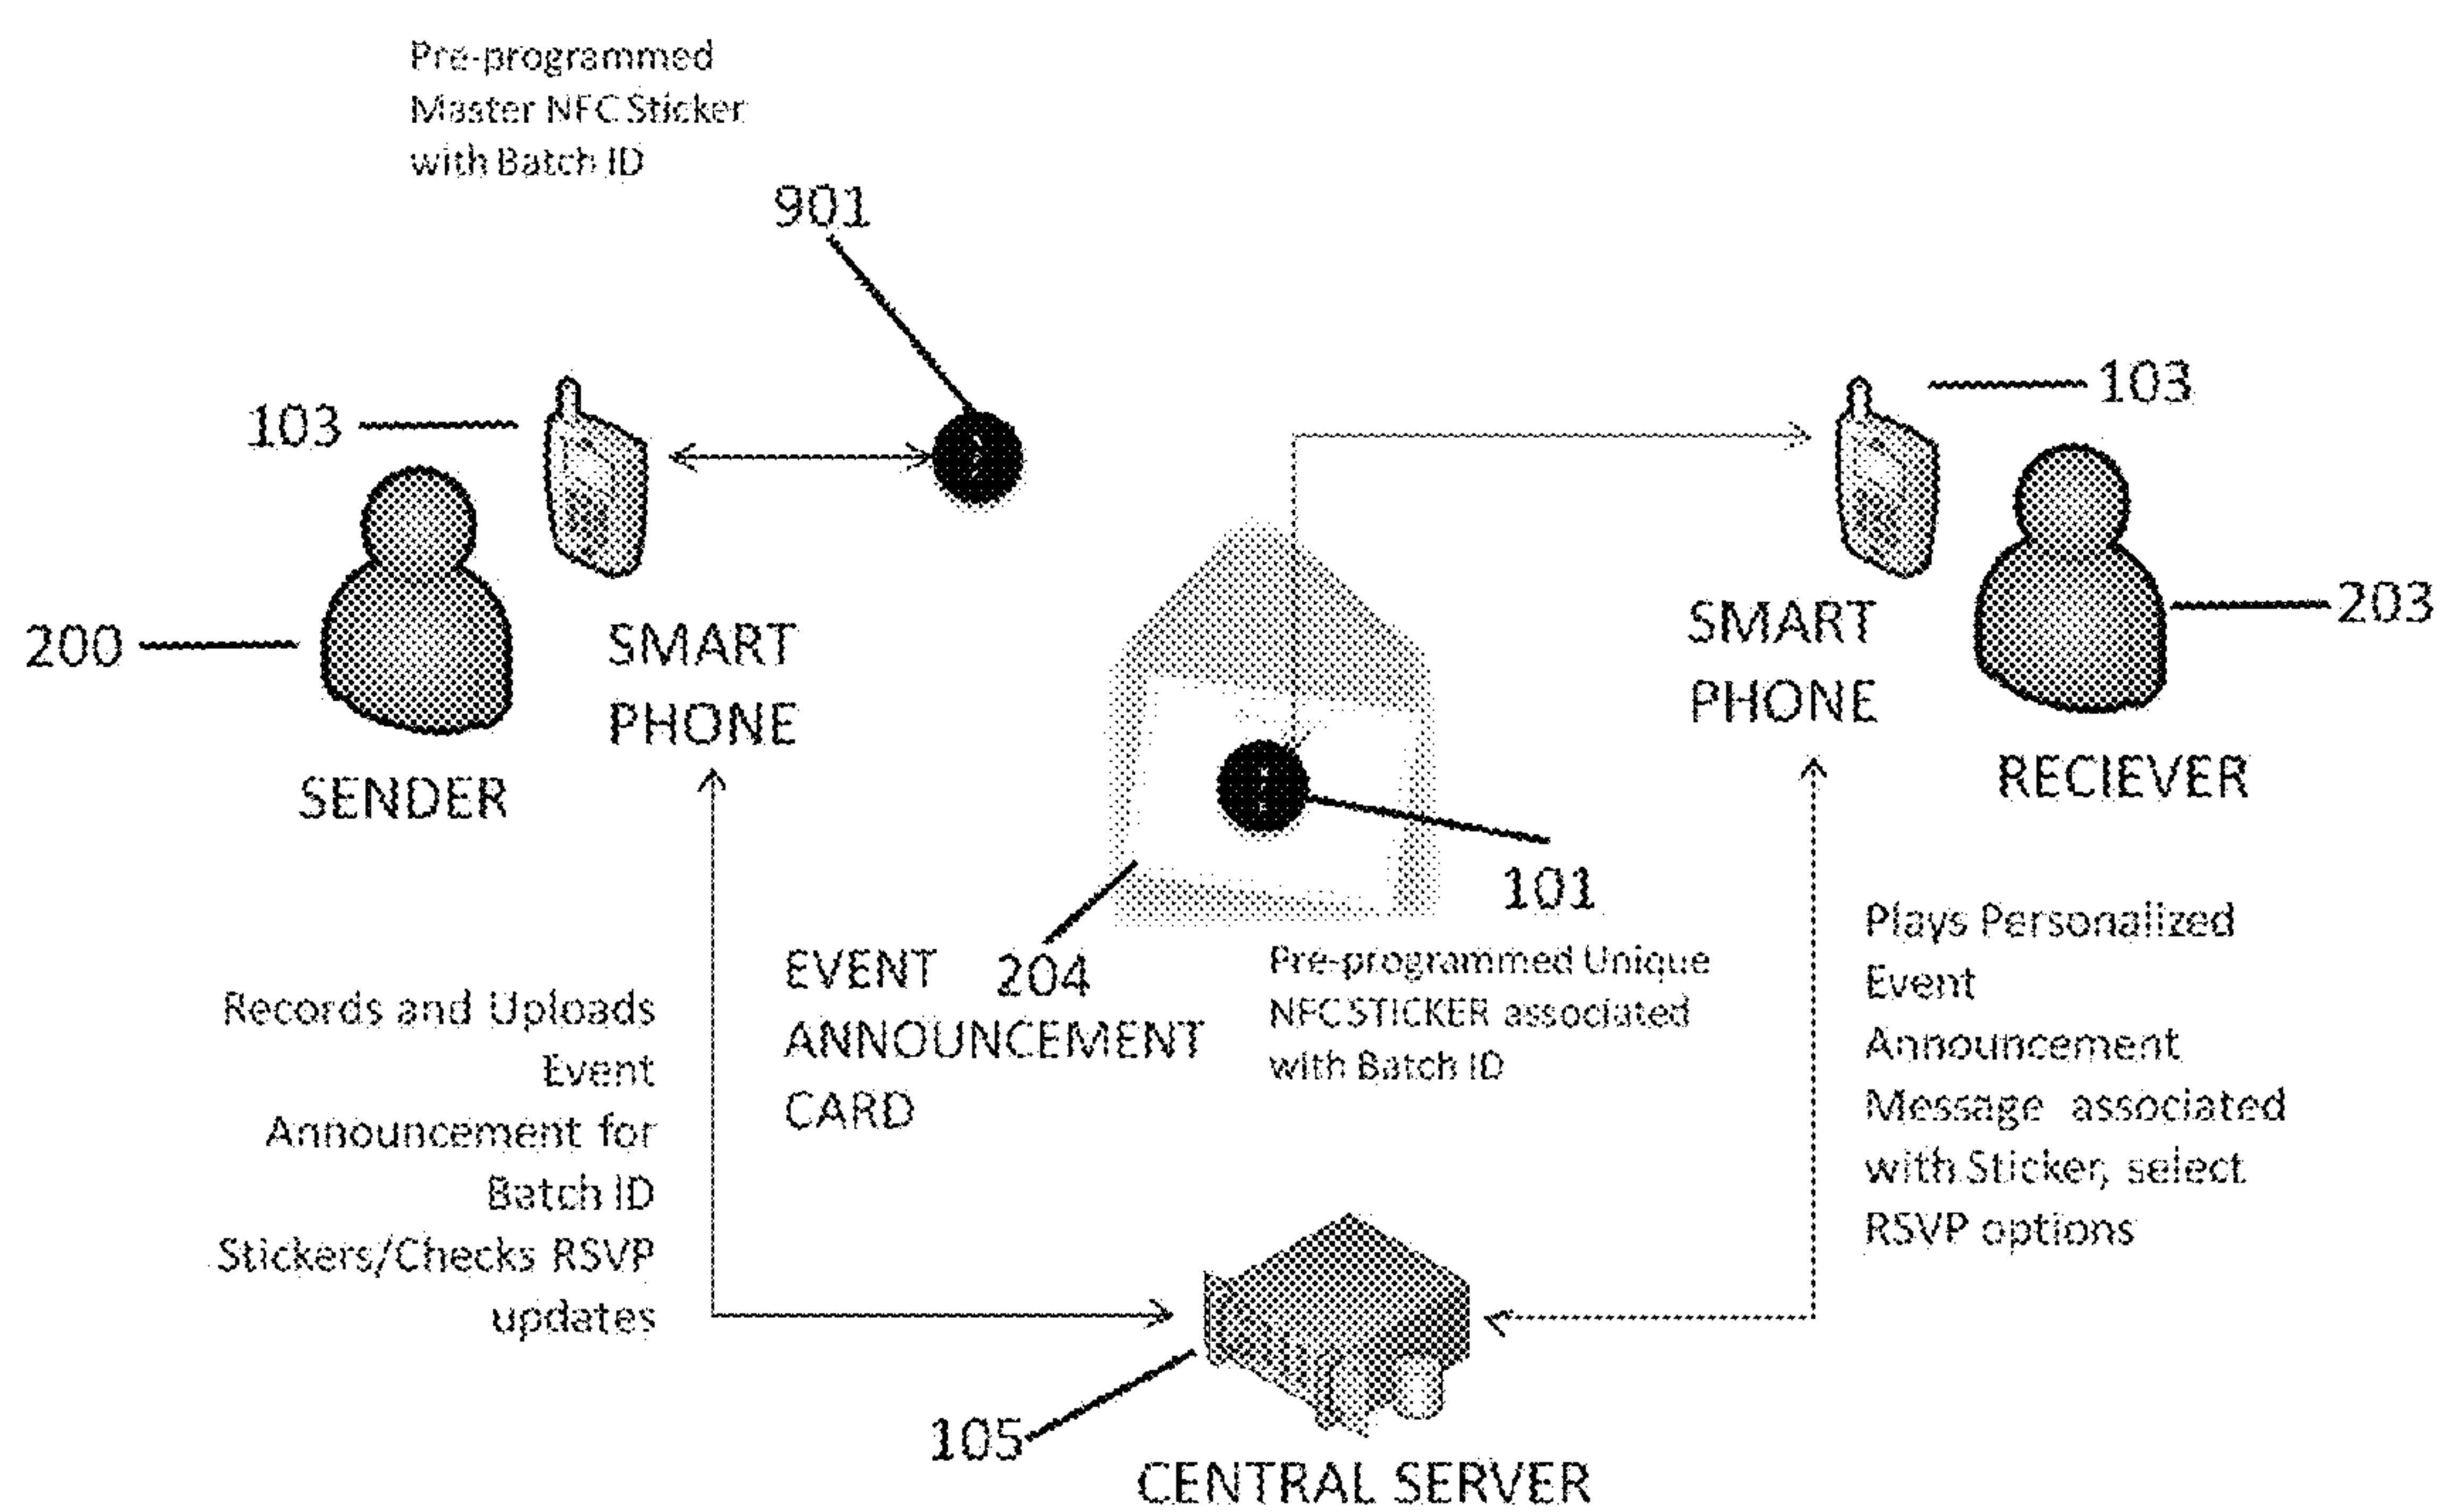 Pre-programmed
Master NFC Sticker
with Batch ID
901
103
103
200
203
SMART
PHONE
SENDER
SMART
PHONE
RECIEVER
101
EVENT 204
ANNOUNCEMENT
CARD
Pre-programmed Unique
NFC STICKER associated
with Batch ID
Records and Uploads
Event
Announcement for
Batch ID
Stickers/Checks RSVP
updates
Plays Personalized
Event
Announcement
Message associated
with Sticker, select
RSVP options
105
CENTRAL SERVER